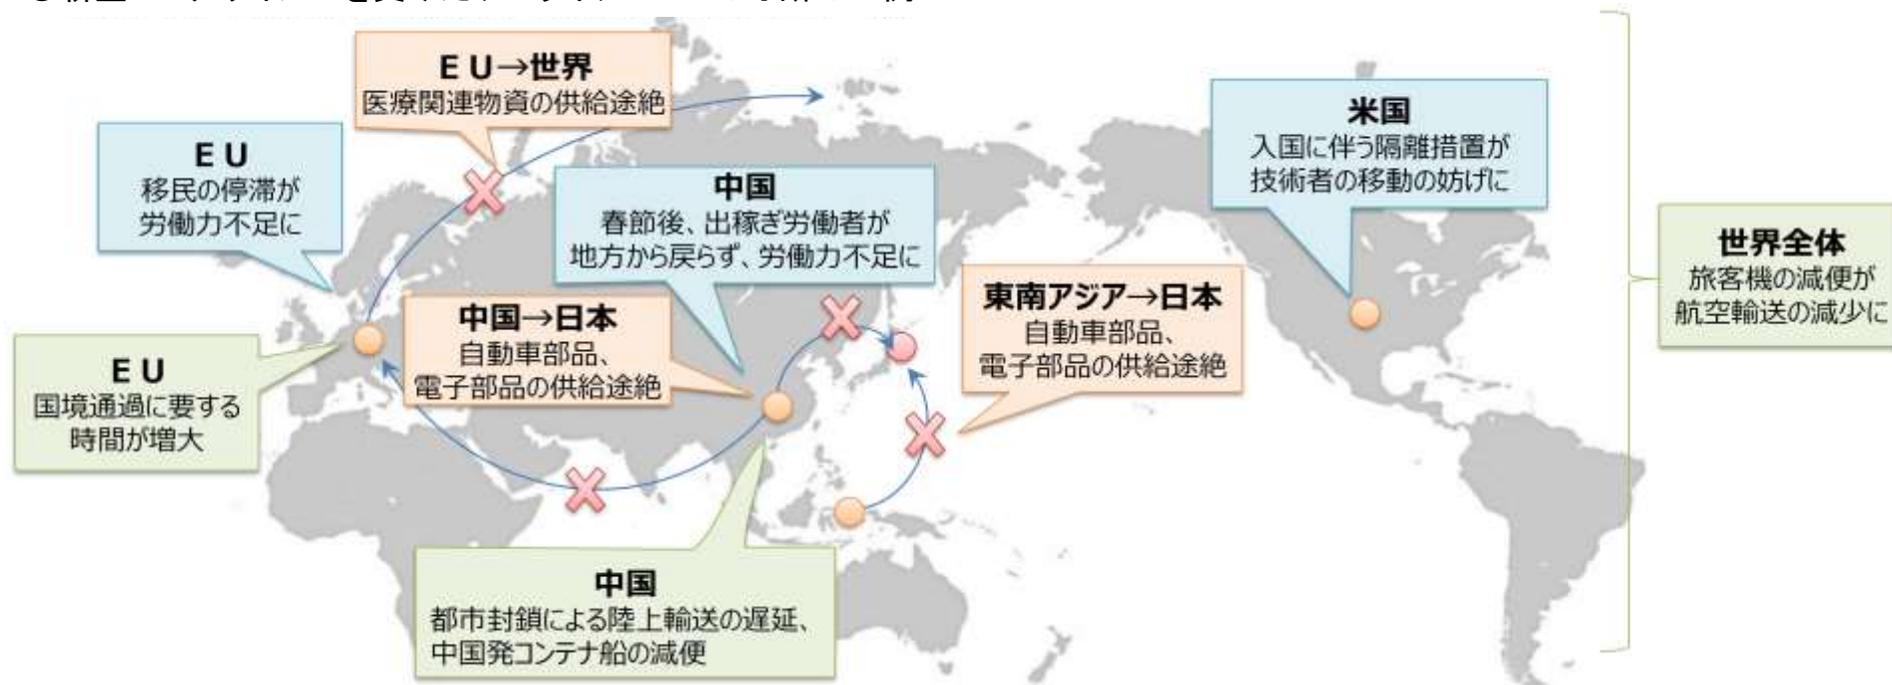 ＥＵ→世界
医療関連物資の供給途絶
ＥＵ
移民の停滞が
労働力不足に
中国
春節後、出稼ぎ労働者が
地方から戻らず、労働力不足に
米国
入国に伴う隔離措置が
技術者の移動の妨げに
世界全体
旅客機の減便が
航空輸送の減少に
中国→日本
自動車部品、
電子部品の供給途絶
東南アジア→日本
自動車部品、
電子部品の供給途絶
ＥＵ
国境通過に要する
時間が増大
中国
都市封鎖による陸上輸送の遅延、
中国発コンテナ船の減便